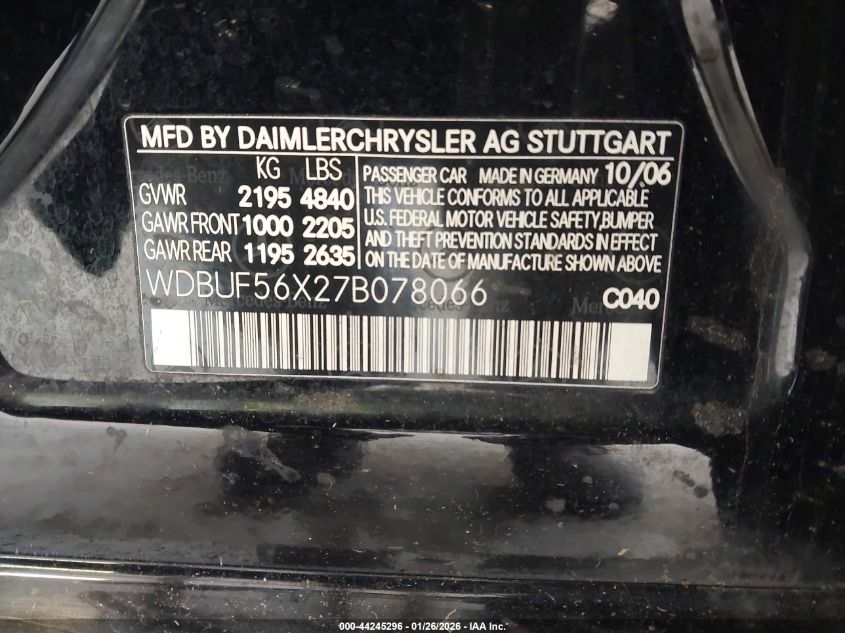 MFD BY DAIMLERCHRYSLER AG STUTTGART
KG LBS
GVWR 2195 4840
GAWR FRONT 1000 2205
GAWR REAR 1195 2635
PASSENGER CAR MADE IN GERMANY 10/06
THIS VEHICLE CONFORMS TO ALL APPLICABLE
U.S. FEDERAL MOTOR VEHICLE SAFETY,BUMPER
AND THEFT PREVENTION STANDARDS IN EFFECT
ON THE DATE OF MANUFACTURE SHOWN ABOVE.
WDBUF56X27B078066
C040
000-44245296 - 01/26/2026 - IAA Inc.